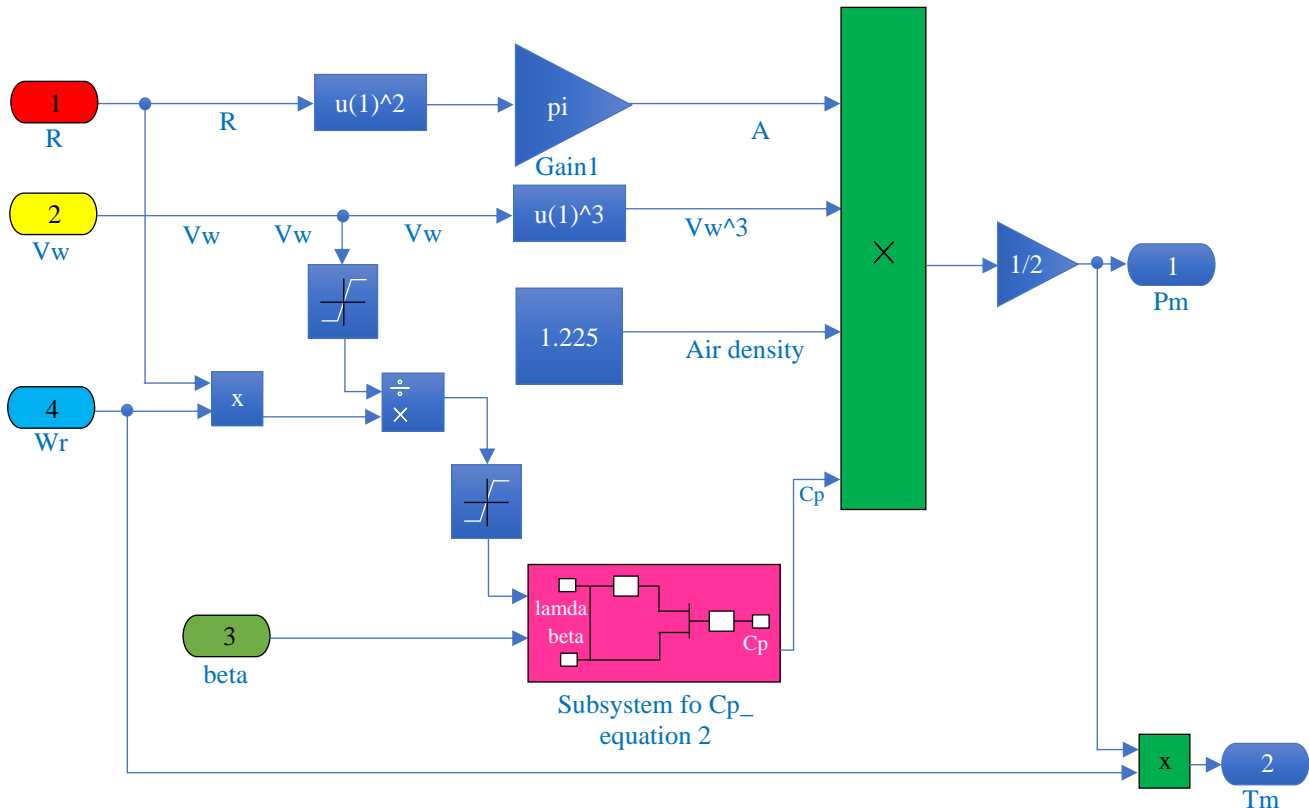 1
R
R
u(1)^2
pi
Gain1
A
2
Vw
Vw
Vw
Vw
u(1)^3
Vw^3
×
1/2
1
Pm
1.225
Air density
4
Wr
x
÷
×
Cp
3
beta
lamda
beta
Cp
Subsystem fo Cp_
equation 2
x
2
Tm